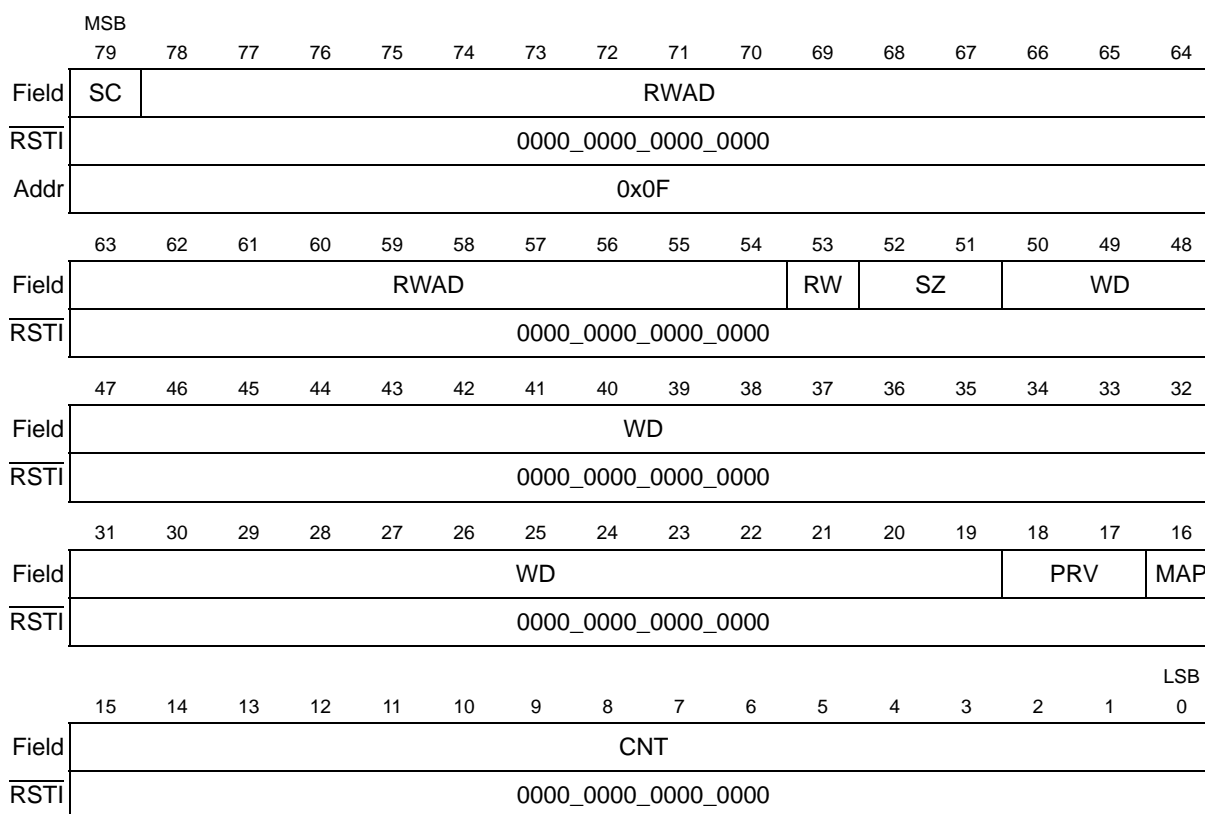 MSB
79 78 77 76 75 74 73 72 71 70 69 68 67 66 65 64
Field SC RWAD
RSTI 0000_0000_0000_0000
Addr 0x0F
63 62 61 60 59 58 57 56 55 54 53 52 51 50 49 48
Field RWAD RW SZ WD
RSTI 0000_0000_0000_0000
47 46 45 44 43 42 41 40 39 38 37 36 35 34 33 32
Field WD
RSTI 0000_0000_0000_0000
31 30 29 28 27 26 25 24 23 22 21 20 19 18 17 16
Field WD PRV MAP
RSTI 0000_0000_0000_0000
LSB
15 14 13 12 11 10 9 8 7 6 5 4 3 2 1 0
Field CNT
RSTI 0000_0000_0000_0000